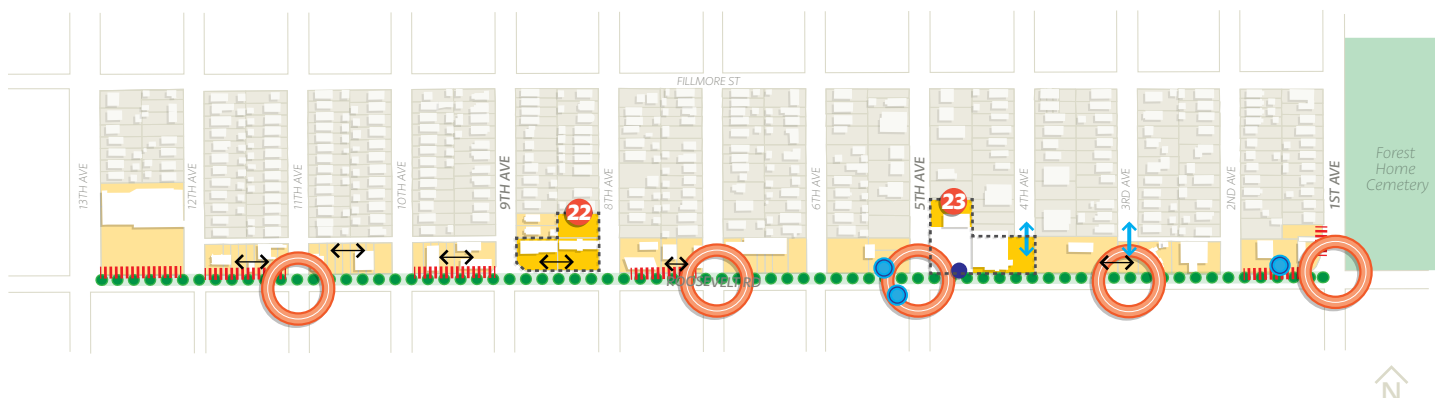 FILLMORE ST
13TH AVE
12TH AVE
11TH AVE
10TH AVE
9TH AVE
8TH AVE
6TH AVE
5TH AVE
4TH AVE
3RD AVE
2ND AVE
1ST AVE
Forest
Home
Cemetery
22
23
ROOSEVELT RD
N